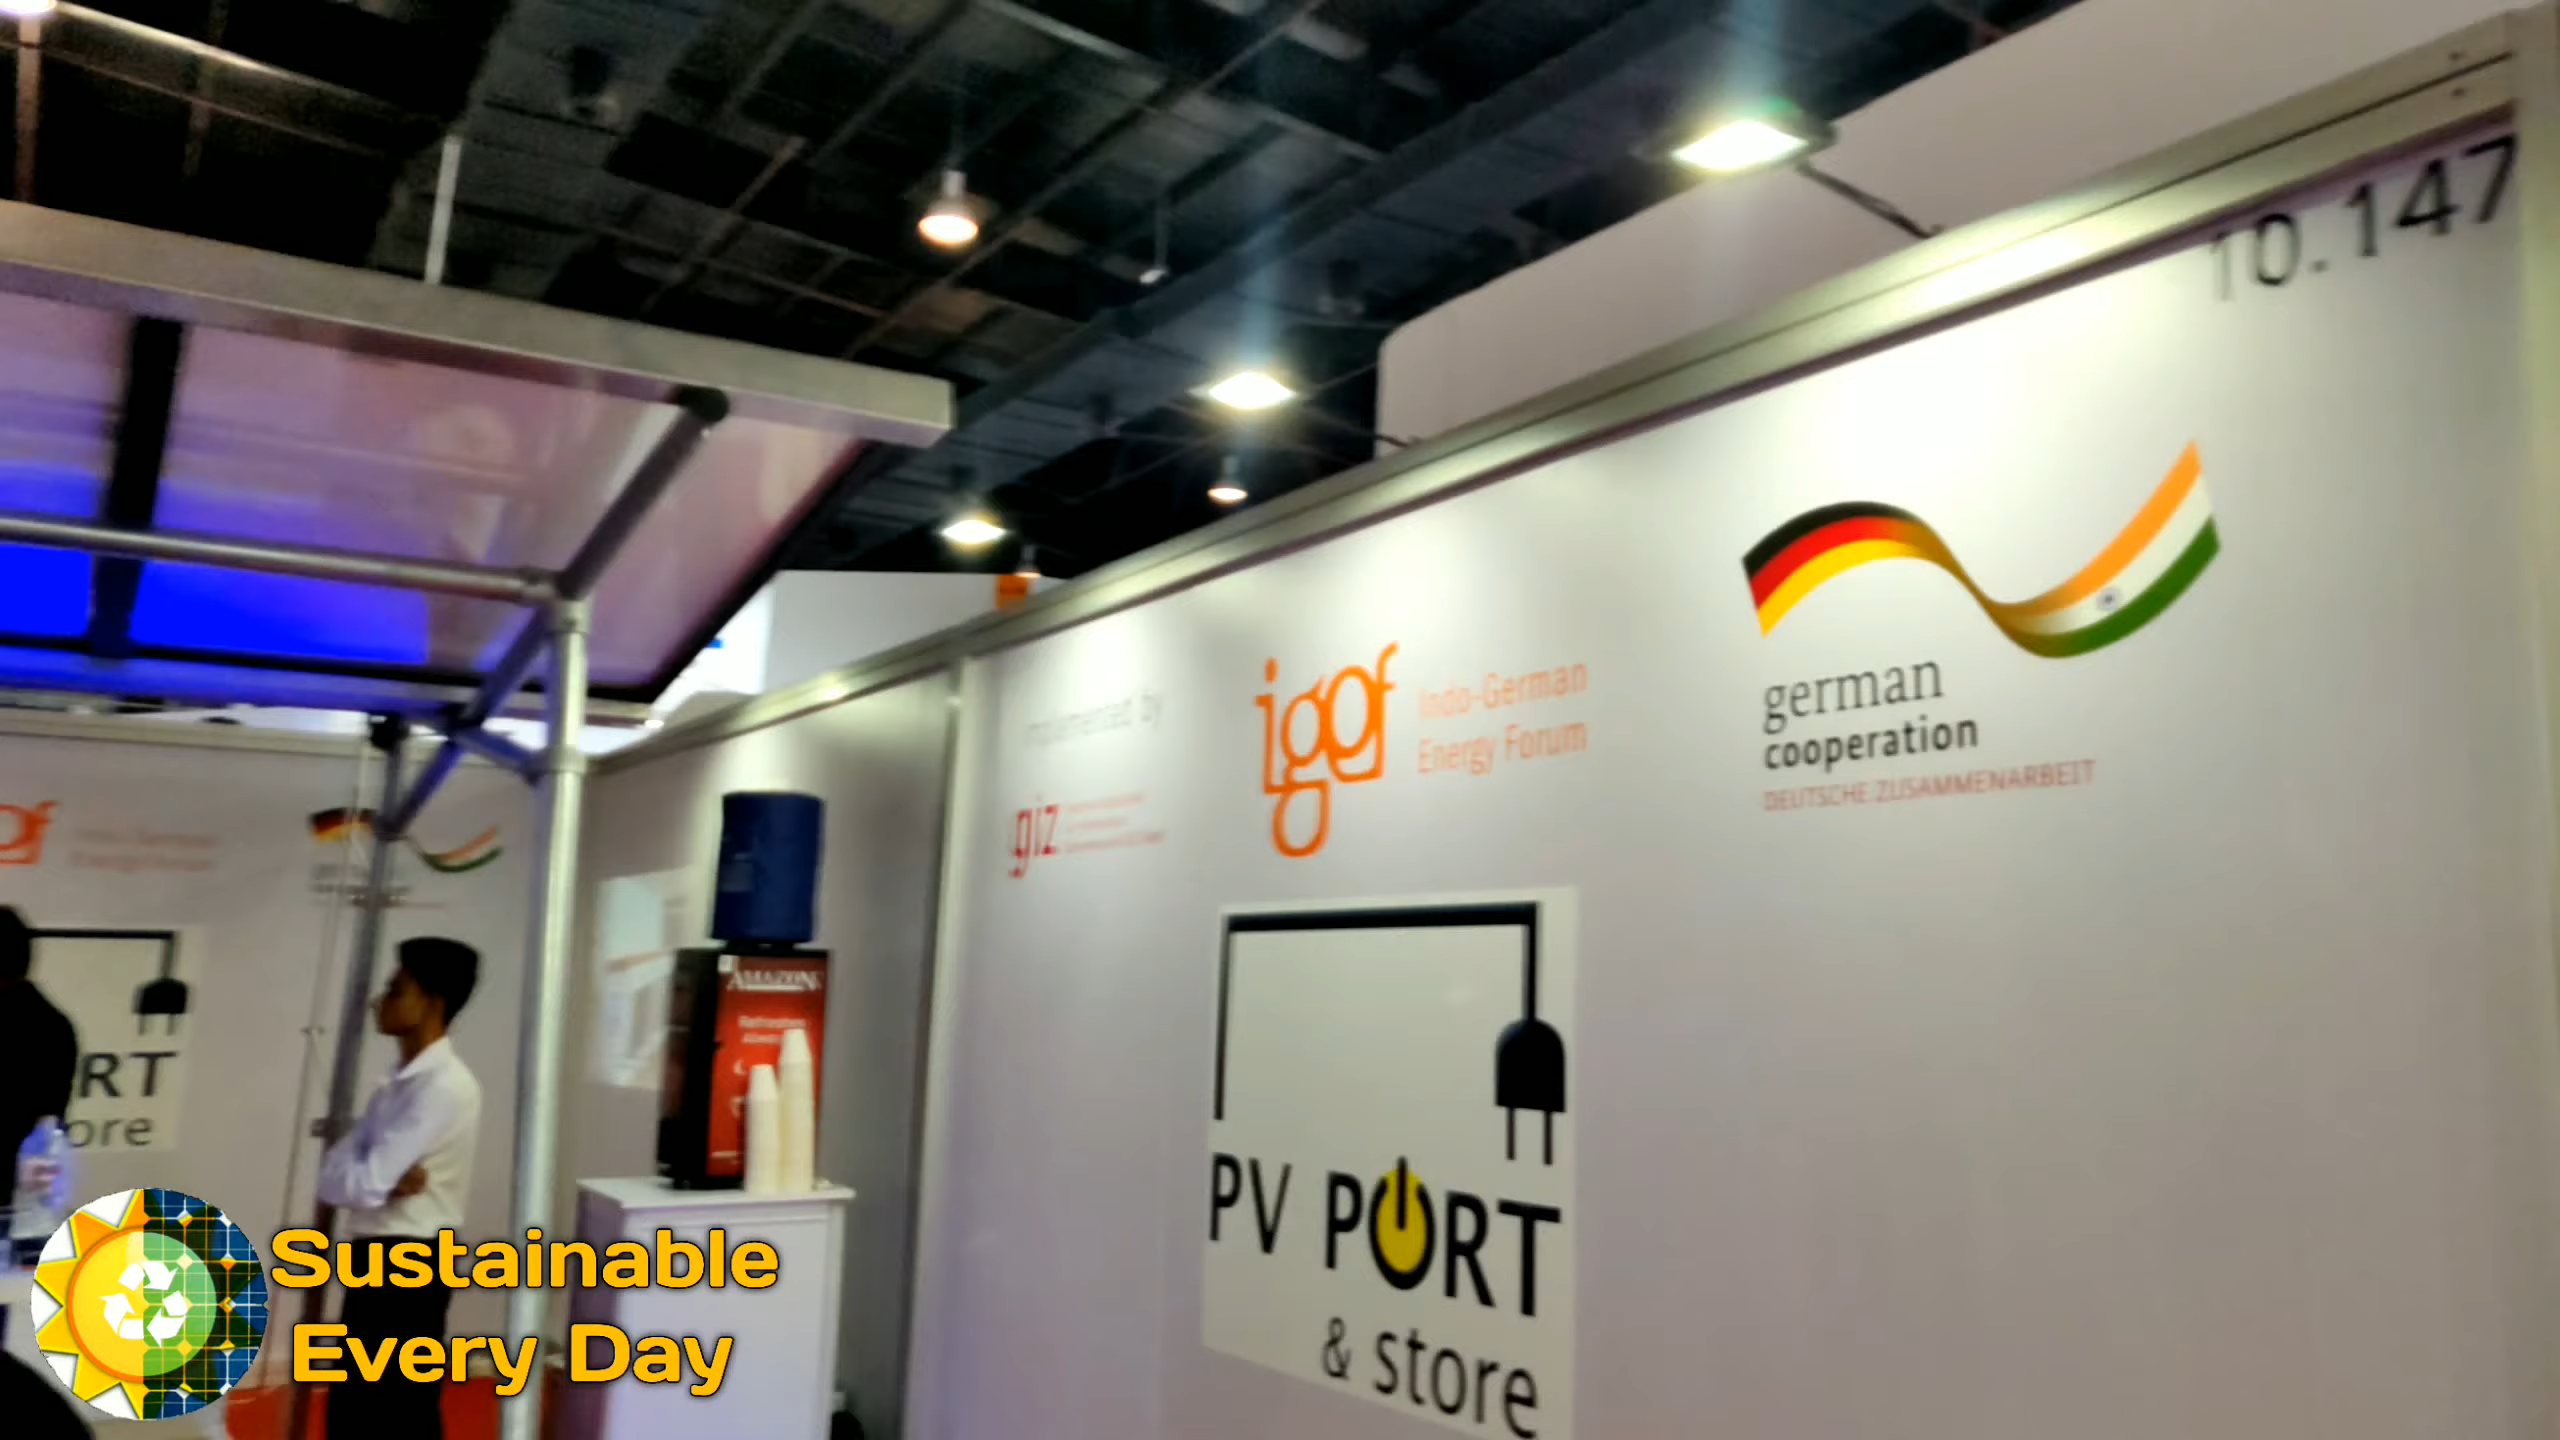 10.147
implemented by
giz
igef
Indo-German
Energy Forum
german
cooperation
DEUTSCHE ZUSAMMENARBEIT
PV PORT
& store
AMAZON
RT
ore
Sustainable
Every Day